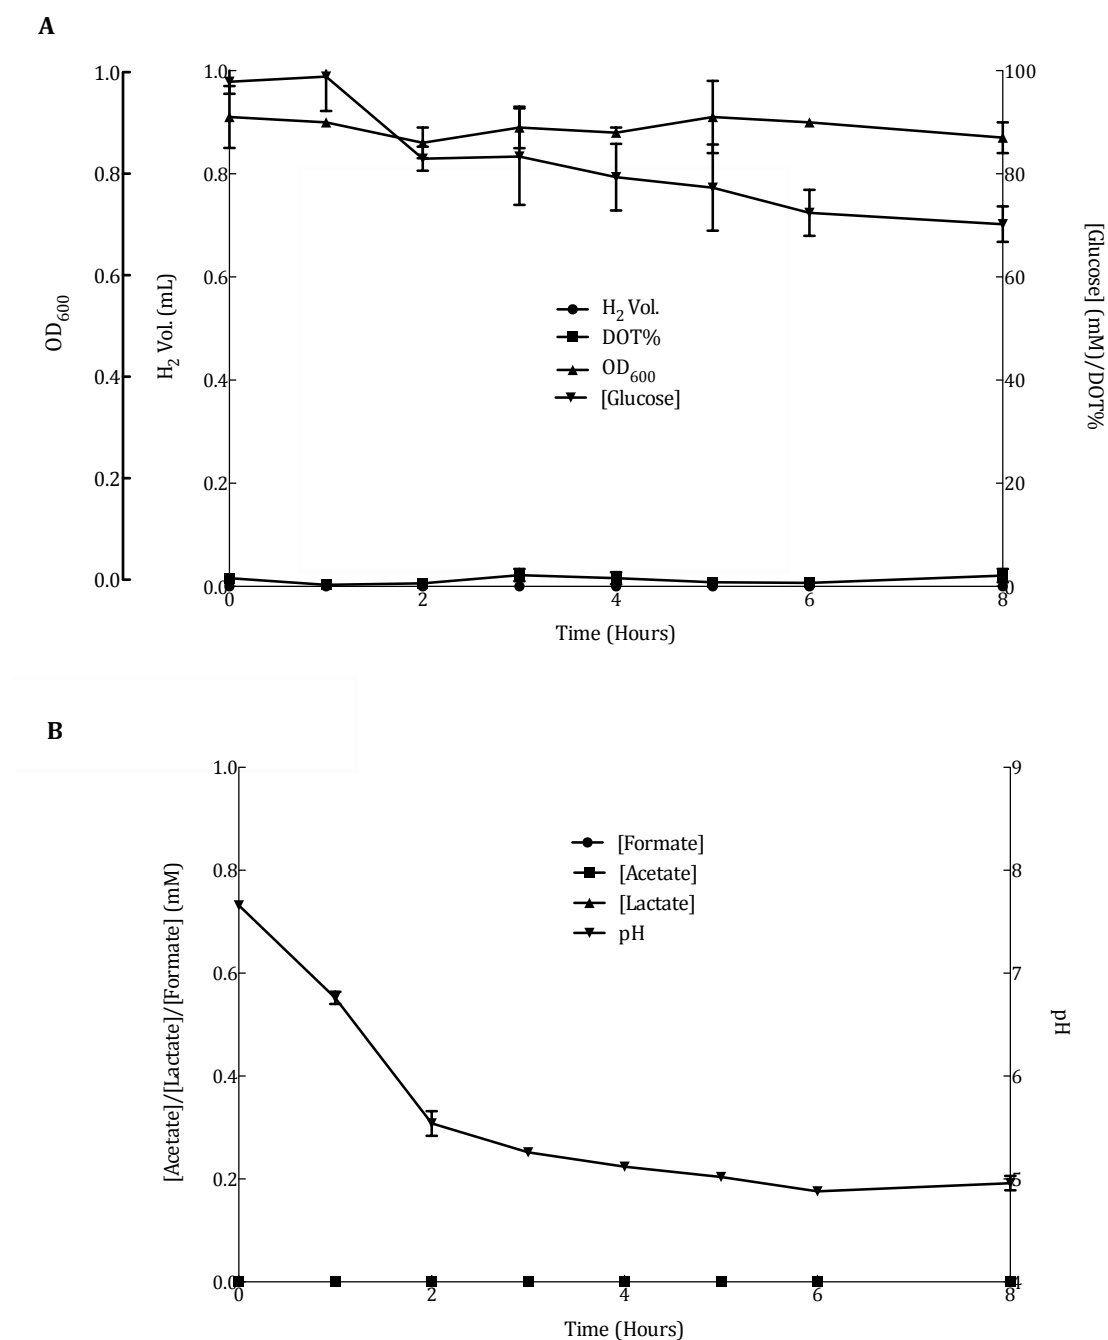 A
1.0
0.8
0.6
0.4
0.2
0.0
OD600
1.0
0.8
0.6
0.4
0.2
0.0
H2 Vol. (mL)
H2 Vol.
DOT%
OD600
[Glucose]
100
80
60
40
20
0
[Glucose] (mM)/DOT%
0 2 4 6 8
Time (Hours)
B
1.0
0.8
0.6
0.4
0.2
0.0
[Acetate]/[Lactate]/[Formate] (mM)
[Formate]
[Acetate]
[Lactate]
pH
9
8
7
6
5
4
pH
0 2 4 6 8
Time (Hours)